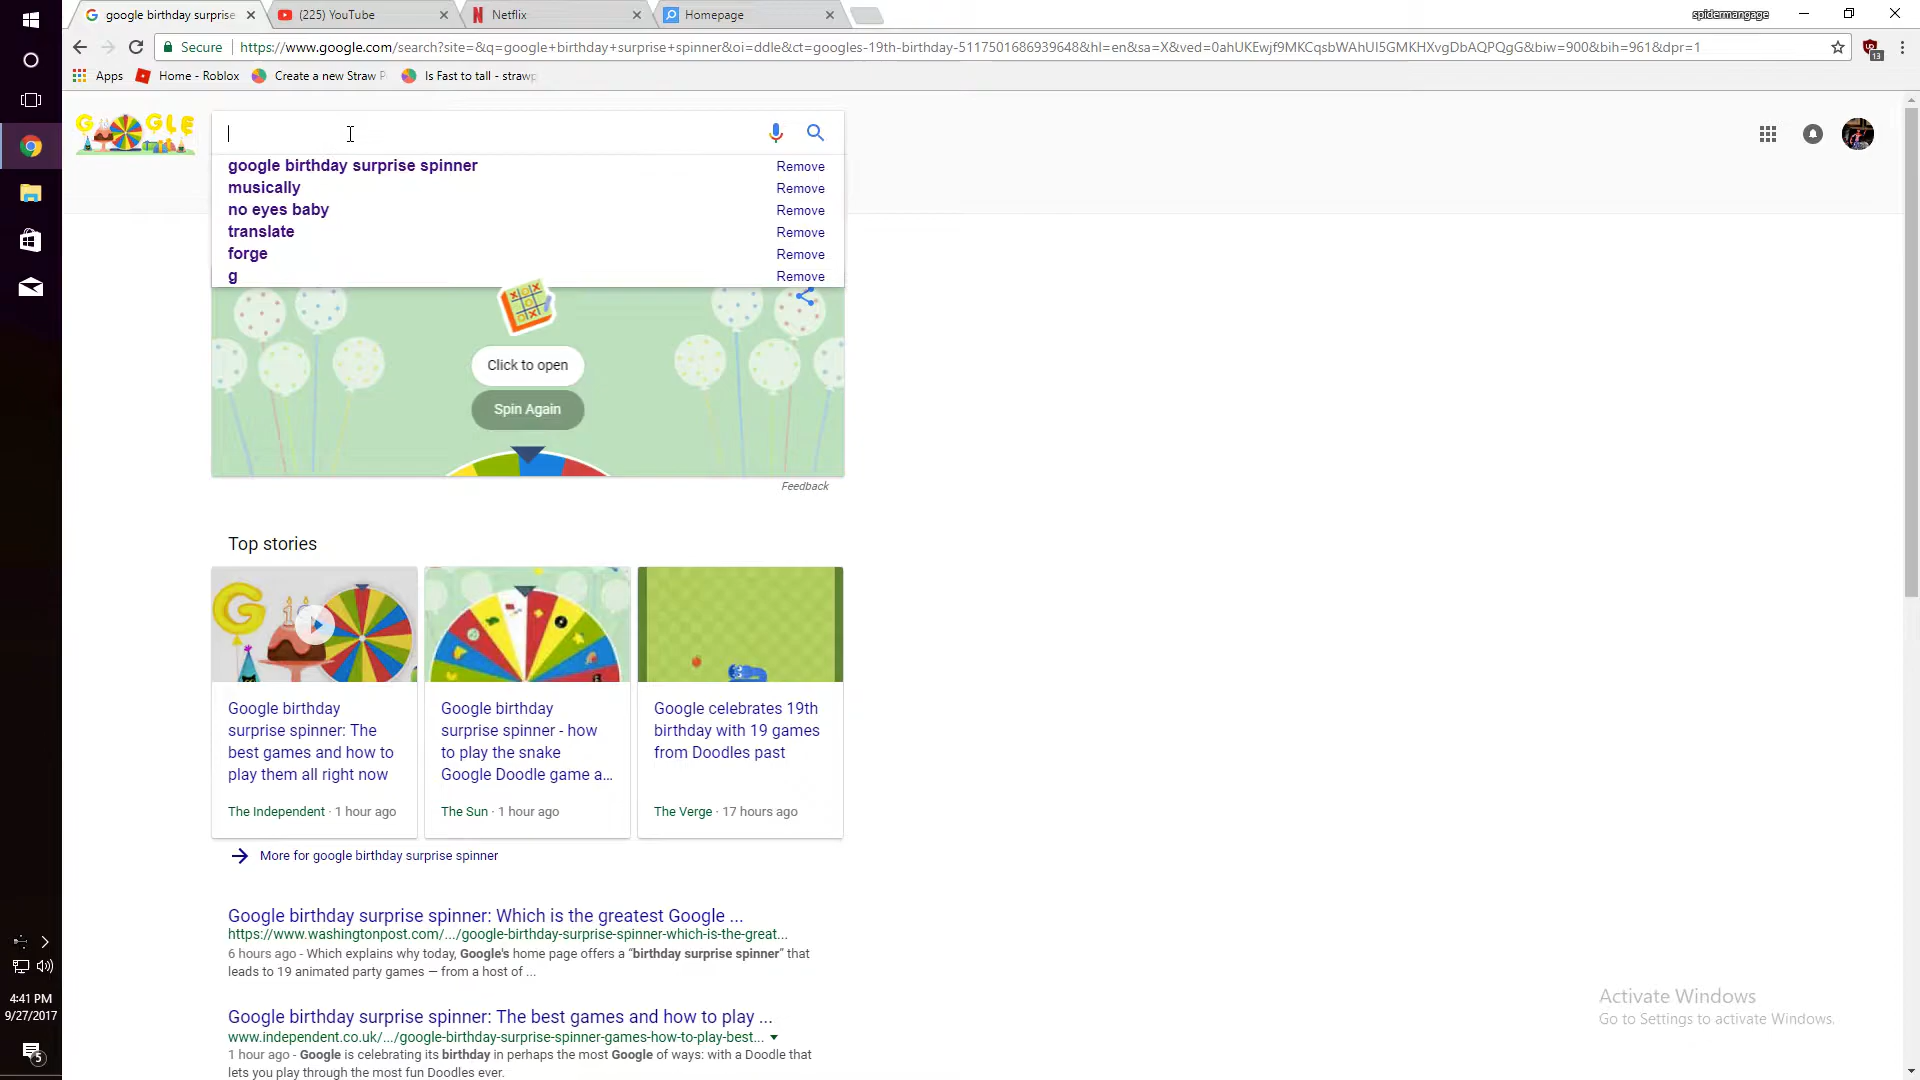 google birthday surprise
(225) YouTube
Netflix
Homepage
spidermangage
Secure
https://www.google.com/search?site=&q=google+birthday+surprise+spinner&oi=ddle&ct=googles-19th-birthday-5117501686939648&hl=en&sa=X&ved=0ahUKEwjf9MKCqsbWAhUI5GMKHXvgDbAQPQgG&biw=900&bih=961&dpr=1
13
Apps
Home - Roblox
Create a new Straw P
Is Fast to tall - strawp
google birthday surprise spinner
Remove
musically
Remove
no eyes baby
Remove
translate
Remove
forge
Remove
g
Remove
Click to open
Spin Again
Feedback
Top stories
Google birthday
surprise spinner: The
best games and how to
play them all right now
The Independent · 1 hour ago
Google birthday
surprise spinner - how
to play the snake
Google Doodle game a...
The Sun · 1 hour ago
Google celebrates 19th
birthday with 19 games
from Doodles past
The Verge · 17 hours ago
More for google birthday surprise spinner
Google birthday surprise spinner: Which is the greatest Google ...
https://www.washingtonpost.com/.../google-birthday-surprise-spinner-which-is-the-great...
6 hours ago - Which explains why today, Google's home page offers a “birthday surprise spinner” that
leads to 19 animated party games — from a host of ...
Google birthday surprise spinner: The best games and how to play ...
www.independent.co.uk/.../google-birthday-surprise-spinner-games-how-to-play-best...
1 hour ago - Google is celebrating its birthday in perhaps the most Google of ways: with a Doodle that
lets you play through the most fun Doodles ever.
Activate Windows
Go to Settings to activate Windows.
4:41 PM
9/27/2017
5